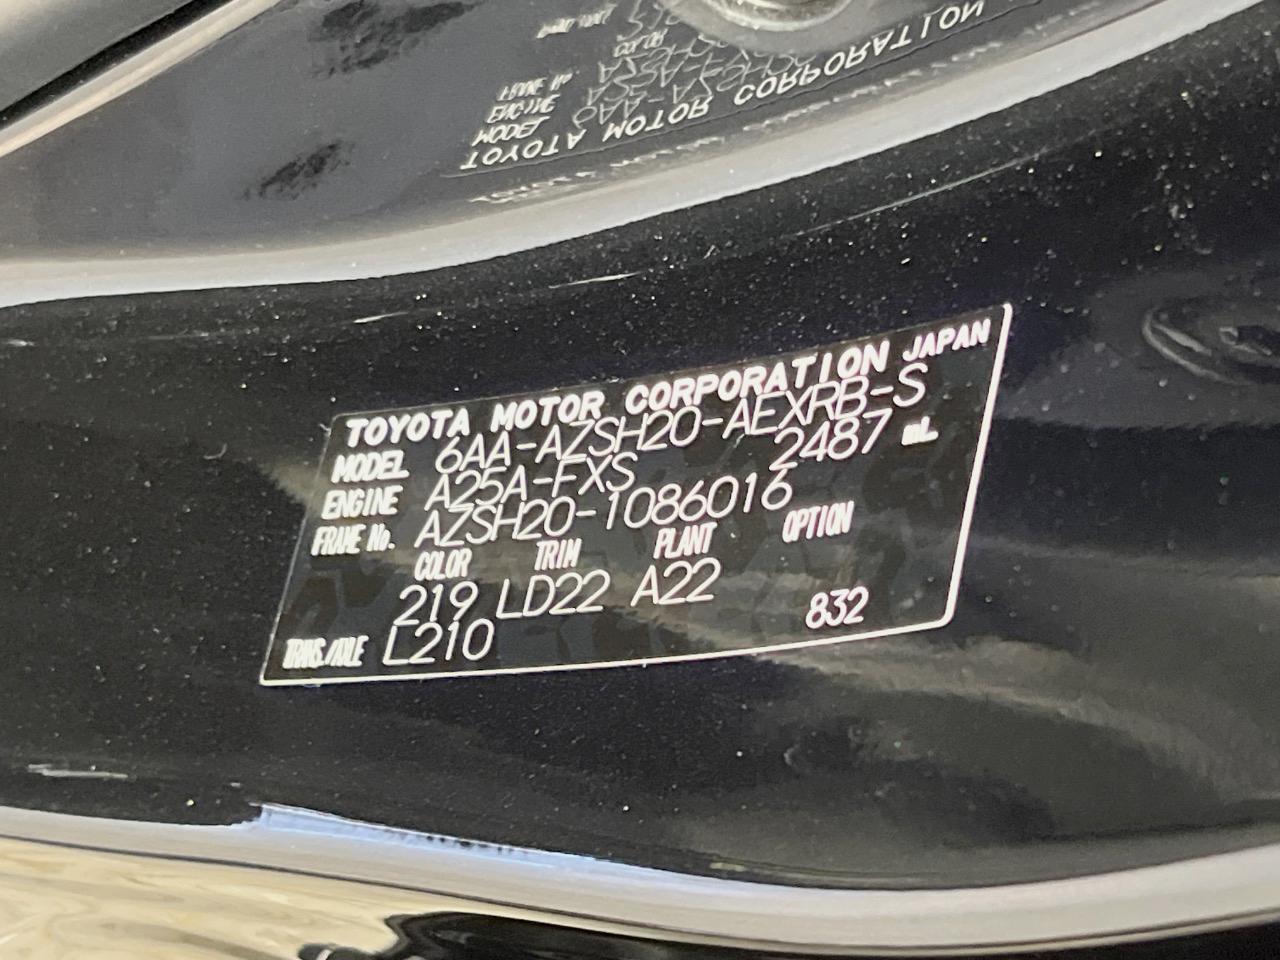 TOYOTA MOTOR CORPORATION JAPAN
MODEL 6AA-AZSH20-AEXRB-S
ENGINE A25A-FXS 2487 mL
FRAME No. AZSH20-1086016
COLOR TRIM PLANT OPTION
219 LD22 A22
TRANS./AXLE L210 832